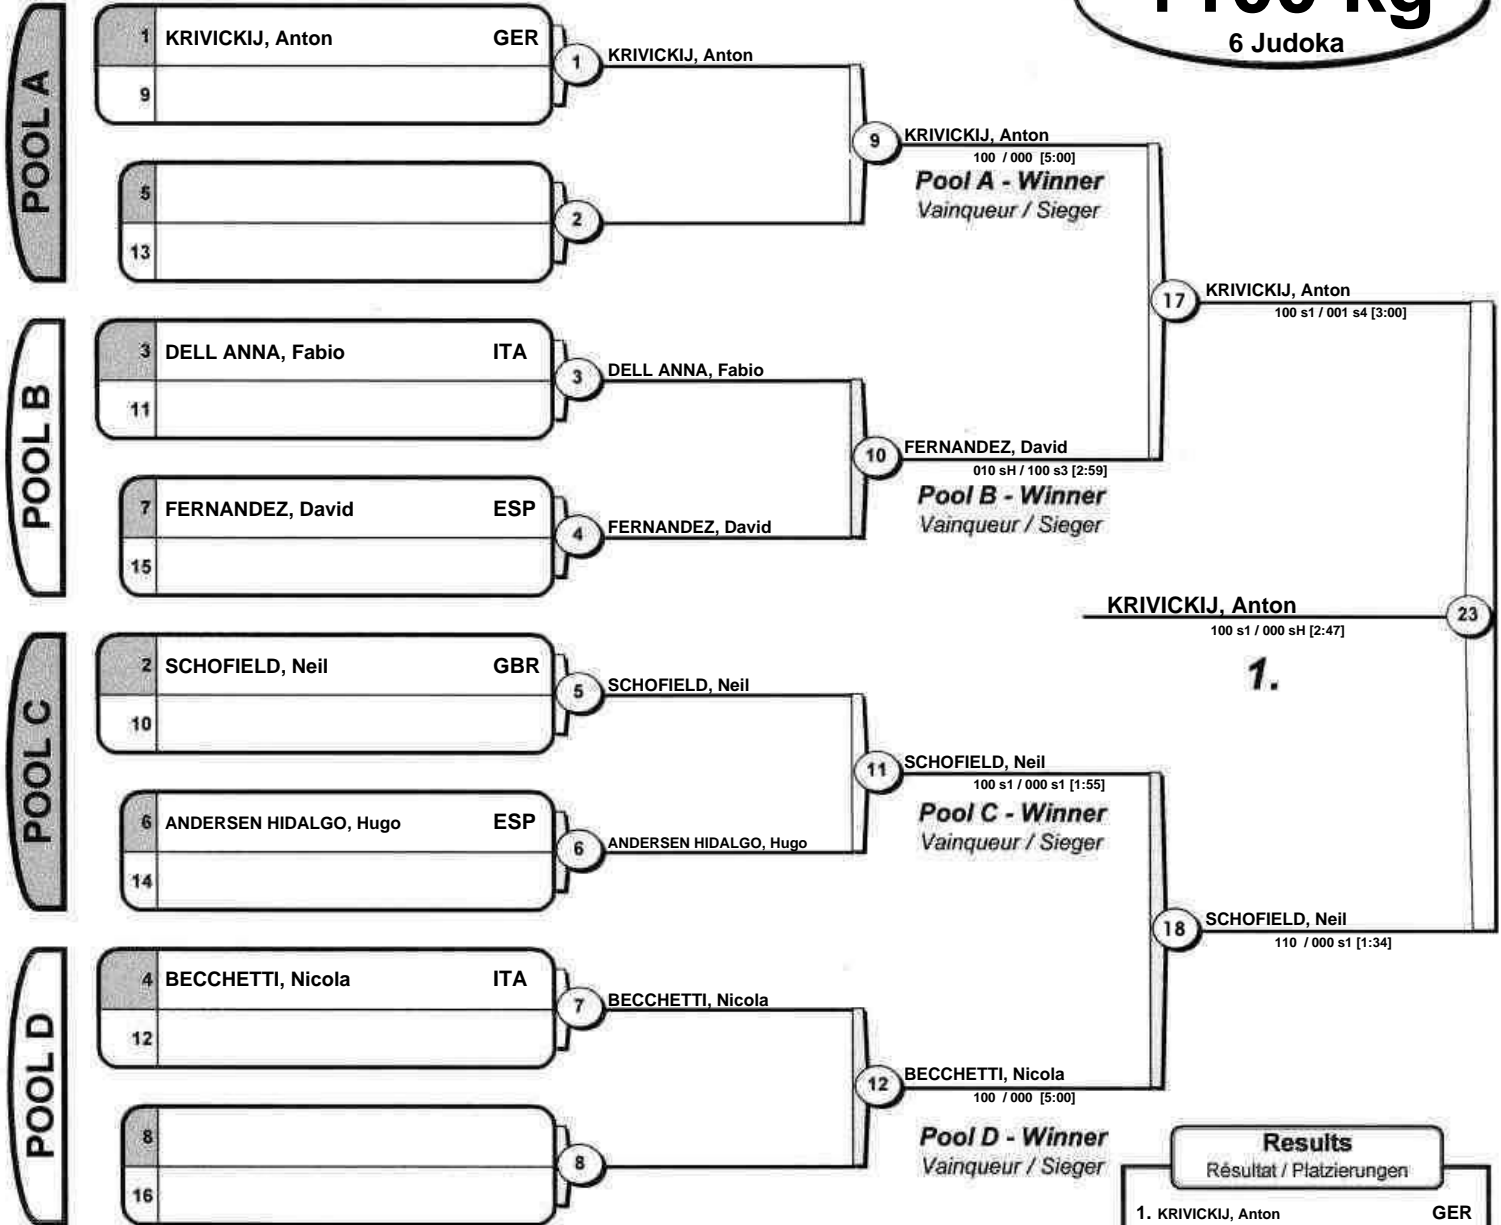 6 Judoka
POOL A
1 KRIVICKIJ, Anton GER
9
5
13
1 KRIVICKIJ, Anton
2
9 KRIVICKIJ, Anton
100 / 000 [5:00]
Pool A - Winner
Vainqueur / Sieger
POOL B
3 DELL ANNA, Fabio ITA
11
7 FERNANDEZ, David ESP
15
3 DELL ANNA, Fabio
4 FERNANDEZ, David
10 FERNANDEZ, David
010 sH / 100 s3 [2:59]
Pool B - Winner
Vainqueur / Sieger
17 KRIVICKIJ, Anton
100 s1 / 001 s4 [3:00]
KRIVICKIJ, Anton 23
100 s1 / 000 sH [2:47]
1.
POOL C
2 SCHOFIELD, Neil GBR
10
6 ANDERSEN HIDALGO, Hugo ESP
14
5 SCHOFIELD, Neil
6 ANDERSEN HIDALGO, Hugo
11 SCHOFIELD, Neil
100 s1 / 000 s1 [1:55]
Pool C - Winner
Vainqueur / Sieger
18 SCHOFIELD, Neil
110 / 000 s1 [1:34]
POOL D
4 BECCHETTI, Nicola ITA
12
8
16
7 BECCHETTI, Nicola
8
12 BECCHETTI, Nicola
100 / 000 [5:00]
Pool D - Winner
Vainqueur / Sieger
Results
Résultat / Platzierungen
1. KRIVICKIJ, Anton GER